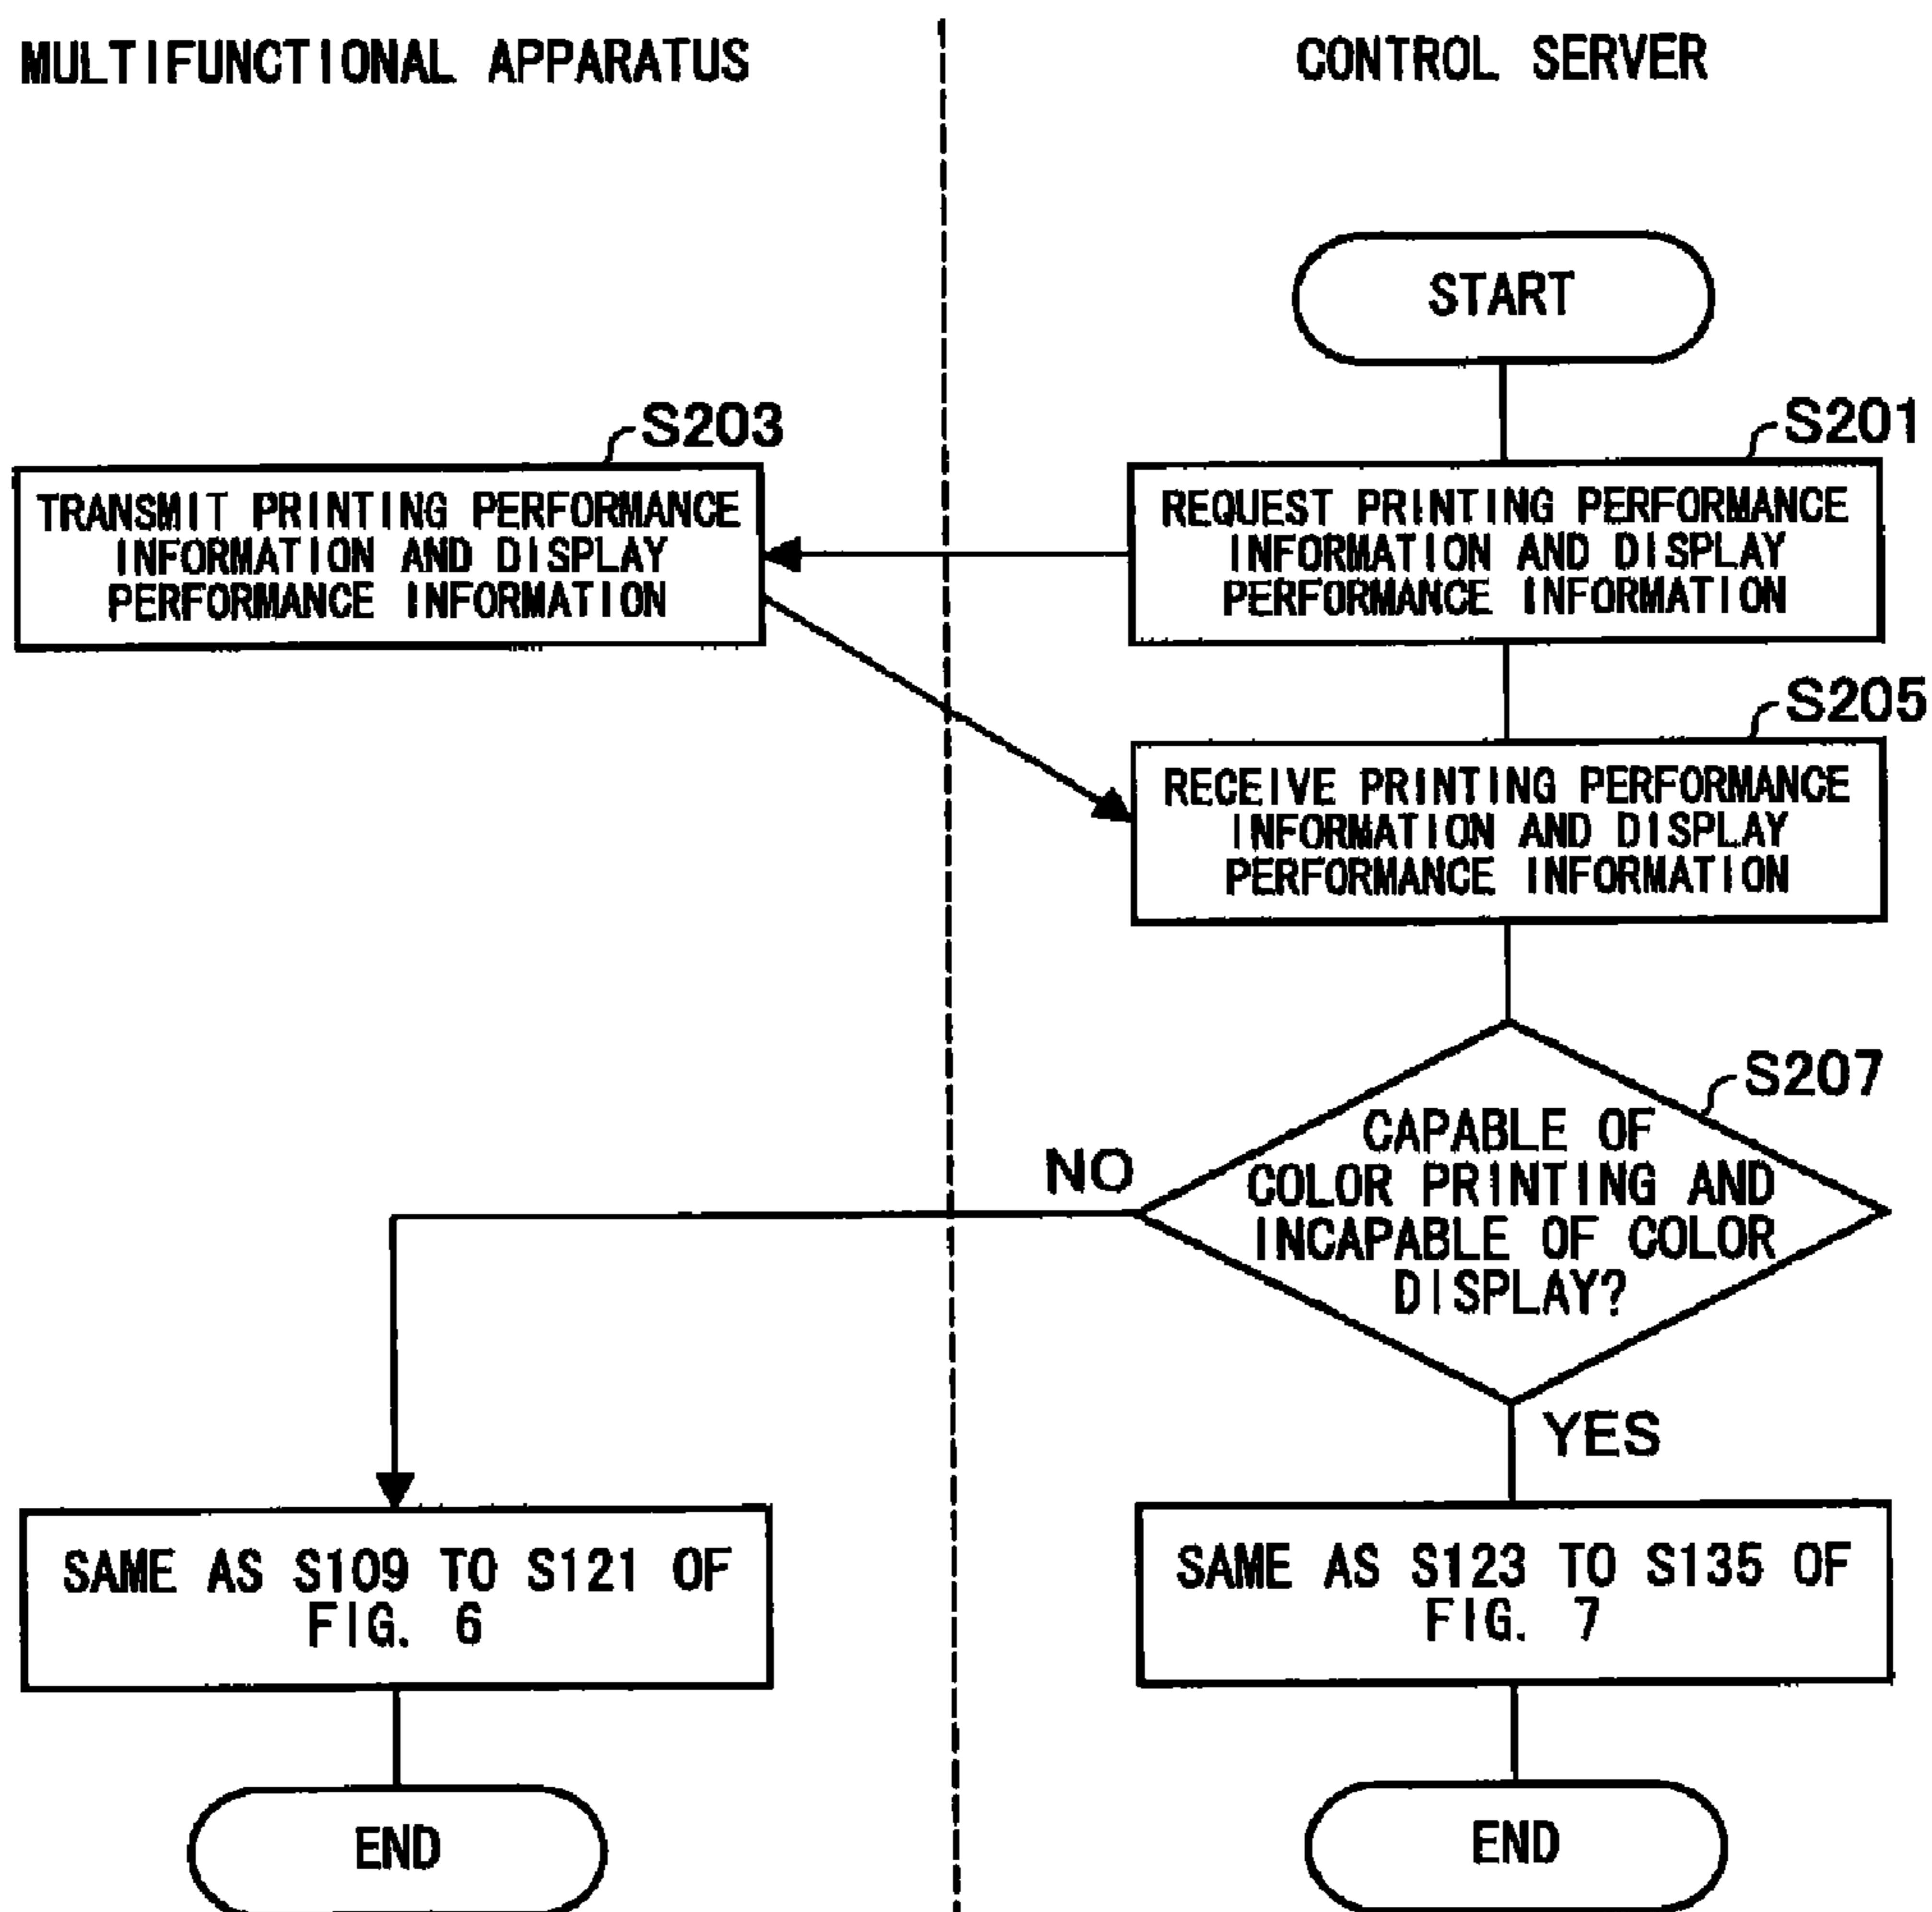 MULTIFUNCTIONAL APPARATUS
CONTROL SERVER
START
S203
S201
TRANSMIT PRINTING PERFORMANCE
INFORMATION AND DISPLAY
PERFORMANCE INFORMATION
REQUEST PRINTING PERFORMANCE
INFORMATION AND DISPLAY
PERFORMANCE INFORMATION
S205
RECEIVE PRINTING PERFORMANCE
INFORMATION AND DISPLAY
PERFORMANCE INFORMATION
S207
CAPABLE OF
COLOR PRINTING AND
INCAPABLE OF COLOR
DISPLAY?
NO
YES
SAME AS S109 TO S121 OF
FIG. 6
SAME AS S123 TO S135 OF
FIG. 7
END
END